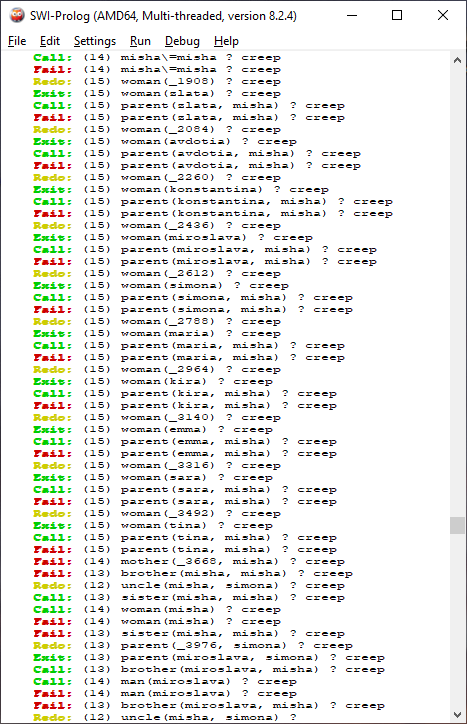 SWI-Prolog (AMD64, Multi-threaded, version 8.2.4)
File Edit Settings Run Debug Help
Call: (14) misha\=misha ? creep
Fail: (14) misha\=misha ? creep
Redo: (15) woman(_1908) ? creep
Exit: (15) woman(zlata) ? creep
Call: (15) parent(zlata, misha) ? creep
Fail: (15) parent(zlata, misha) ? creep
Redo: (15) woman(_2084) ? creep
Exit: (15) woman(avdotia) ? creep
Call: (15) parent(avdotia, misha) ? creep
Fail: (15) parent(avdotia, misha) ? creep
Redo: (15) woman(_2260) ? creep
Exit: (15) woman(konstantina) ? creep
Call: (15) parent(konstantina, misha) ? creep
Fail: (15) parent(konstantina, misha) ? creep
Redo: (15) woman(_2436) ? creep
Exit: (15) woman(miroslava) ? creep
Call: (15) parent(miroslava, misha) ? creep
Fail: (15) parent(miroslava, misha) ? creep
Redo: (15) woman(_2612) ? creep
Exit: (15) woman(simona) ? creep
Call: (15) parent(simona, misha) ? creep
Fail: (15) parent(simona, misha) ? creep
Redo: (15) woman(_2788) ? creep
Exit: (15) woman(maria) ? creep
Call: (15) parent(maria, misha) ? creep
Fail: (15) parent(maria, misha) ? creep
Redo: (15) woman(_2964) ? creep
Exit: (15) woman(kira) ? creep
Call: (15) parent(kira, misha) ? creep
Fail: (15) parent(kira, misha) ? creep
Redo: (15) woman(_3140) ? creep
Exit: (15) woman(emma) ? creep
Call: (15) parent(emma, misha) ? creep
Fail: (15) parent(emma, misha) ? creep
Redo: (15) woman(_3316) ? creep
Exit: (15) woman(sara) ? creep
Call: (15) parent(sara, misha) ? creep
Fail: (15) parent(sara, misha) ? creep
Redo: (15) woman(_3492) ? creep
Exit: (15) woman(tina) ? creep
Call: (15) parent(tina, misha) ? creep
Fail: (15) parent(tina, misha) ? creep
Fail: (14) mother(_3668, misha) ? creep
Fail: (13) brother(misha, misha) ? creep
Redo: (12) uncle(misha, simona) ? creep
Call: (13) sister(misha, misha) ? creep
Call: (14) woman(misha) ? creep
Fail: (14) woman(misha) ? creep
Fail: (13) sister(misha, misha) ? creep
Redo: (13) parent(_3976, simona) ? creep
Exit: (13) parent(miroslava, simona) ? creep
Call: (13) brother(miroslava, misha) ? creep
Call: (14) man(miroslava) ? creep
Fail: (14) man(miroslava) ? creep
Fail: (13) brother(miroslava, misha) ? creep
Redo: (12) uncle(misha, simona) ?